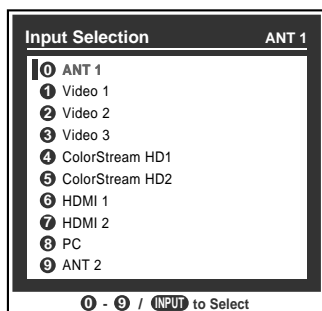 Input Selection ANT 1
0 ANT 1
1 Video 1
2 Video 2
3 Video 3
4 ColorStream HD1
5 ColorStream HD2
6 HDMI 1
7 HDMI 2
8 PC
9 ANT 2
0 - 9 / INPUT to Select